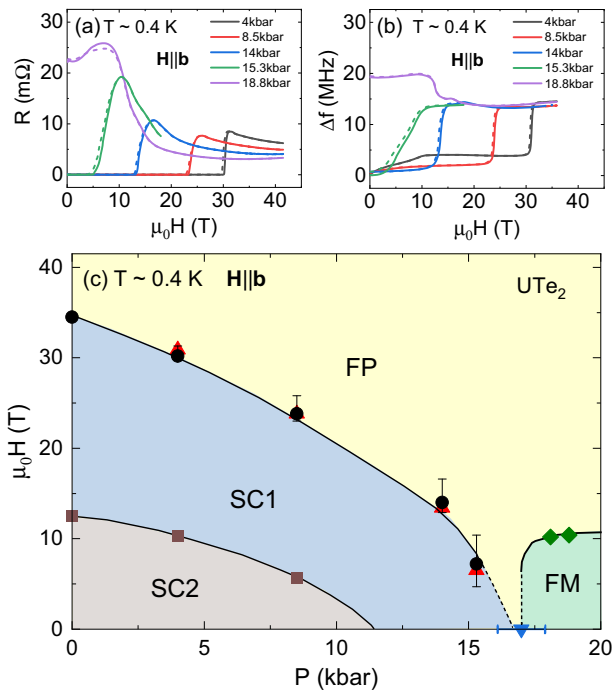 (a) T ~ 0.4 K
H||b
4kbar
8.5kbar
14kbar
15.3kbar
18.8kbar
R (mΩ)
30
20
10
0
0 10 20 30 40
μ₀H (T)
(b) T ~ 0.4 K
H||b
4kbar
8.5kbar
14kbar
15.3kbar
18.8kbar
Δf (MHz)
30
20
10
0
0 20 40
μ₀H (T)
(c) T ~ 0.4 K H||b
UTe₂
FP
SC1
SC2
FM
μ₀H (T)
40
30
20
10
0
0 5 10 15 20
P (kbar)